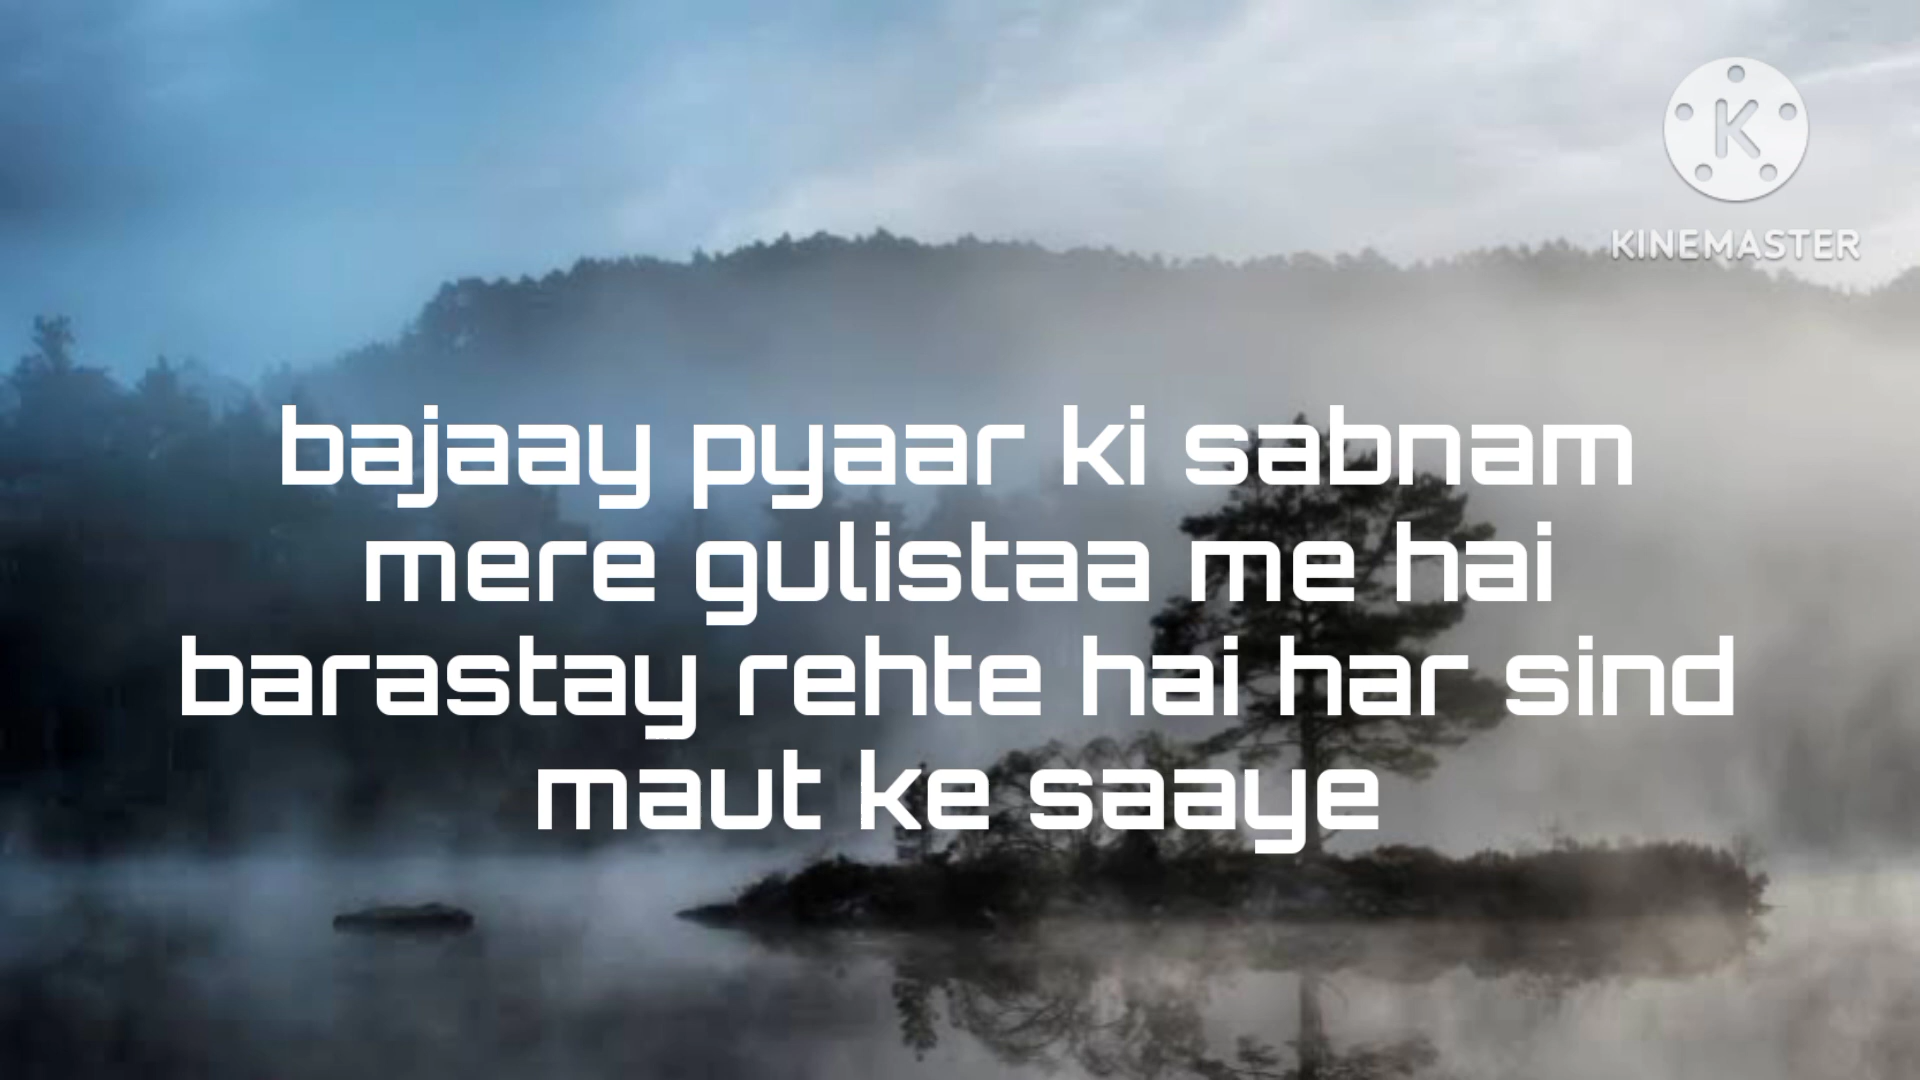 KINEMASTER
bajaay pyaar ki sabnam
mere gulistaa me hai
barastay rehte hai har sind
maut ke saaye